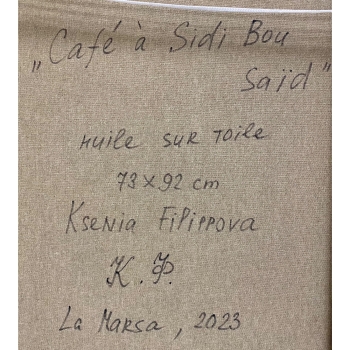 „Café à Sidi Bou
Saïd"
Huile sur toile
73×92 cm
Ksenia Filippova
K.F.
La Marsa, 2023